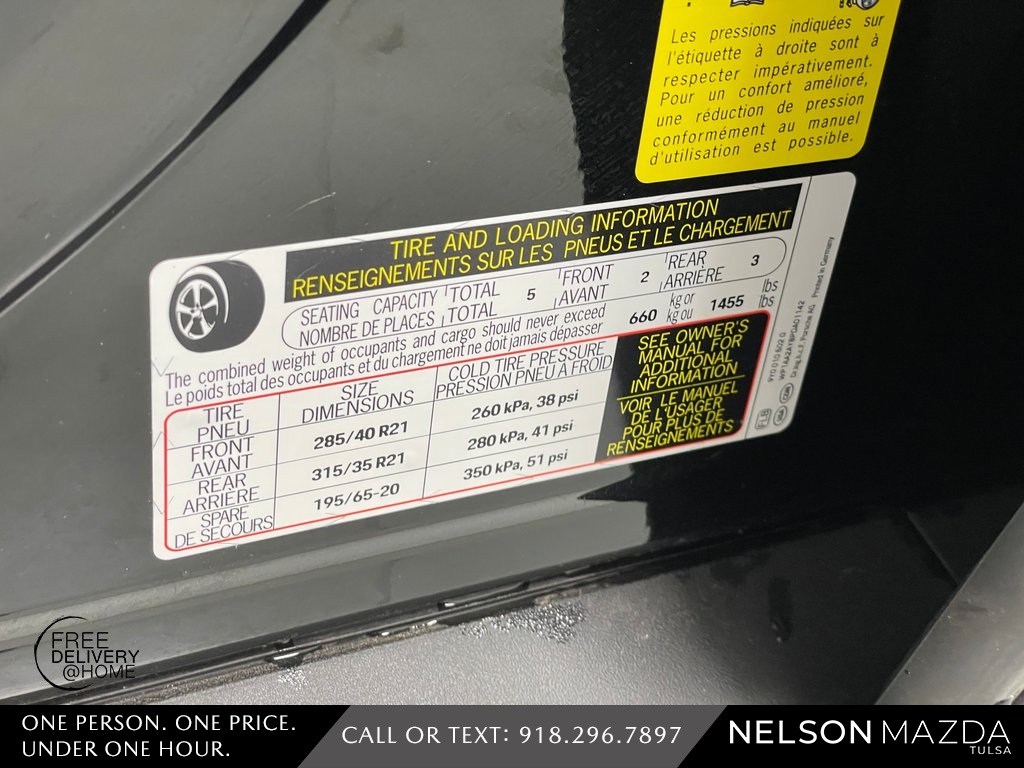 Les pressions indiquées sur
l'étiquette à droite sont à
respecter impérativement.
Pour un confort amélioré,
une réduction de pression
conformément au manuel
d'utilisation est possible.
TIRE AND LOADING INFORMATION
RENSEIGNEMENTS SUR LES PNEUS ET LE CHARGEMENT
SEATING CAPACITY TOTAL 5 FRONT 2 REAR 3
NOMBRE DE PLACES TOTAL AVANT ARRIÈRE
The combined weight of occupants and cargo should never exceed 660 kg or 1455 lbs
Le poids total des occupants et du chargement ne doit jamais dépasser kg ou lbs
TIRE SIZE COLD TIRE PRESSURE
PNEU DIMENSIONS PRESSION PNEU À FROID
FRONT 285/40 R21 260 kPa, 38 psi
AVANT
REAR 315/35 R21 280 kPa, 41 psi
ARRIÈRE
SPARE 195/65-20 350 kPa, 51 psi
DE SECOURS
SEE OWNER'S
MANUAL FOR
ADDITIONAL
INFORMATION
VOIR LE MANUEL
DE L'USAGER
POUR PLUS DE
RENSEIGNEMENTS
Dr.Ing.h.c.F. Porsche AG Printed in Germany
FREE
DELIVERY
@HOME
ONE PERSON. ONE PRICE.
UNDER ONE HOUR.
CALL OR TEXT: 918.296.7897
NELSON MAZDA
TULSA